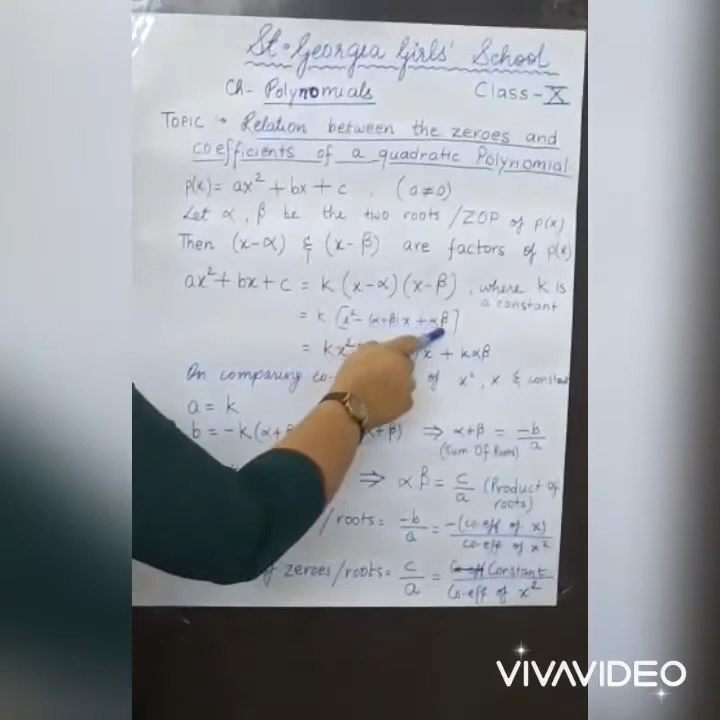 St. Georgia Girls' School
Ch- Polynomials
Class-X
TOPIC → Relation between the zeroes and
coefficients of a quadratic Polynomial
p(x) = ax² + bx + c . (a≠0)
Let α, β be the two roots /ZOP of p(x)
Then (x-α) & (x-β) are factors of p(x)
ax² + bx + c = k (x-α)(x-β) , where k is
a constant
= k [x² - (α+β)x + αβ]
= kx² x + kαβ
On comparing co- of x², x & constant
a = k
b = -k(α+β β) ⇒ α+β = -b/a
(Sum Of Roots)
⇒ αβ = c/a (Product of
roots)
/roots = -b/a = -(co-eff of x)/co-eff of x²
zeroes/roots = c/a = Constant/Co-eff of x²
VIVAVIDEO